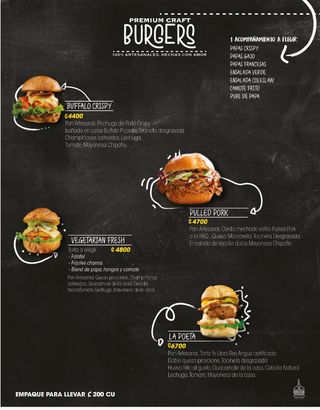 PREMIUM CRAFT
BURGERS
100% ARTESANALES, HECHAS CON AMOR
1 ACOMPAÑAMIENTO A ELEGIR:
PAPAS CRISPY
PAPAS GAJO
PAPAS FRANCESAS
ENSALADA VERDE
ENSALADA COLESLAW
CAMOTE FRITO
PURE DE PAPA
BUFFALO CRISPY
₡4400
Pan Artesanal, Pechuga de Pollo Crispy
bañada en salsa Buffalo Picante, Tocineta desgrasada
Champiñones salteados, Lechuga,
Tomate, Mayonesa Chipotle.
PULLED PORK
₡4700
Pan Artesanal, Cerdo mechado estilo Pulled Pork
BBQ, Queso Mozzarella, Tocineta Desgrasada,
Ensalada de repollo dulce, Mayonesa Chipotle.
VEGETARIAN FRESH
Torta a elegir ₡4800
- Falafel
- Frijoles charros
- Blend de papa, hongos y camote
Pan Artesanal, Queso provolone, Champiñones
salteados, Guacamole de la casa, Cebolla
fresca, Tomate, Lechuga, Mayonesa de la casa.
LA POETA
₡6700
Pan Artesanal, Torta ½ Libra Res Angus certificada
Doble queso provolone, Tocineta desgrasada
Huevo frito al gusto, Guacamole de la casa, Cebolla Natural
Lechuga, Tomate, Mayonesa de la casa.
EMPAQUE PARA LLEVAR ₡ 200 CU